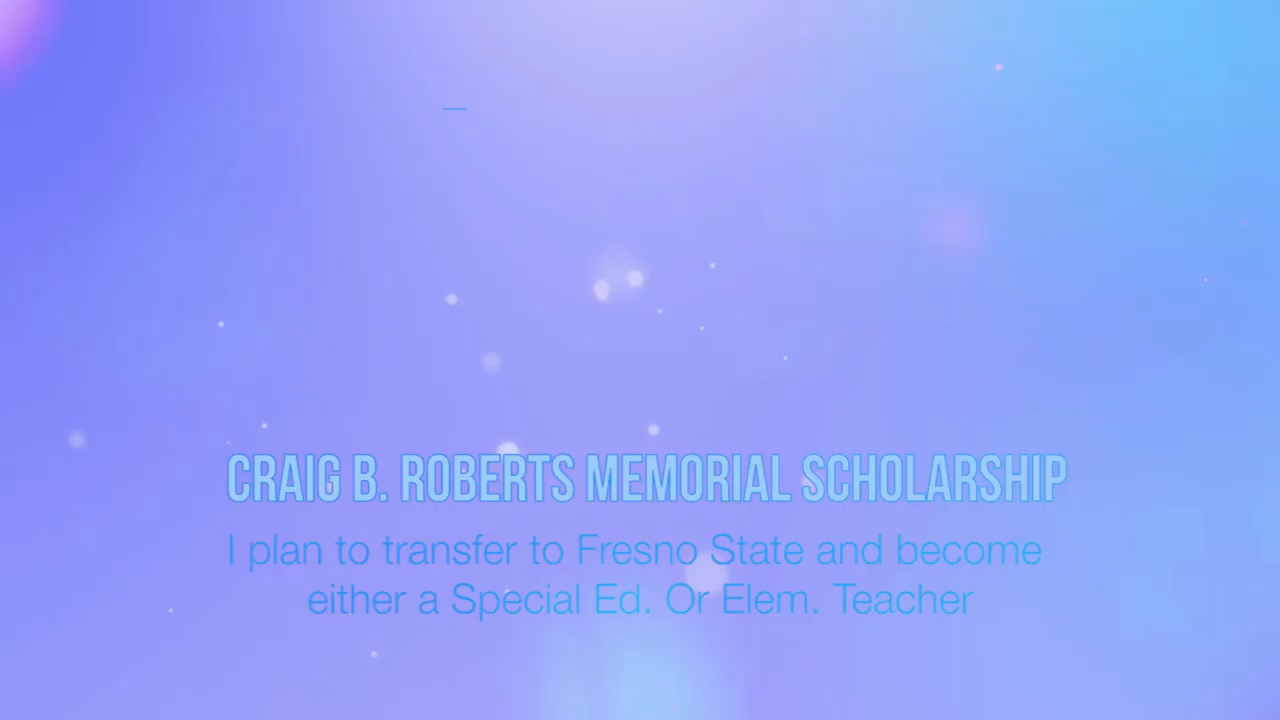 CRAIG B. ROBERTS MEMORIAL SCHOLARSHIP
I plan to transfer to Fresno State and become
either a Special Ed. Or Elem. Teacher